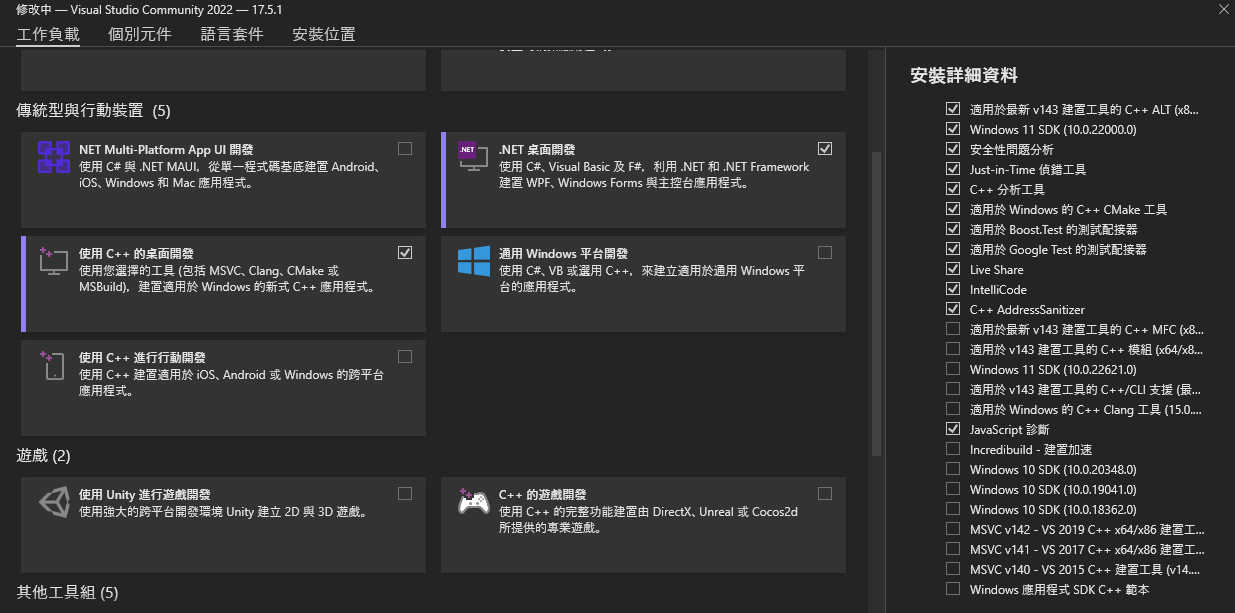 修改中 — Visual Studio Community 2022 — 17.5.1
工作負載 個別元件 語言套件 安裝位置
傳統型與行動裝置 (5)
NET Multi-Platform App UI 開發
使用 C# 與 .NET MAUI，從單一程式碼基底建置 Android、
iOS、Windows 和 Mac 應用程式。
.NET
.NET 桌面開發
使用 C#、Visual Basic 及 F#，利用 .NET 和 .NET Framework
建置 WPF、Windows Forms 與主控台應用程式。
使用 C++ 的桌面開發
使用您選擇的工具 (包括 MSVC、Clang、CMake 或
MSBuild)，建置適用於 Windows 的新式 C++ 應用程式。
通用 Windows 平台開發
使用 C#、VB 或選用 C++，來建立適用於通用 Windows 平
台的應用程式。
使用 C++ 進行行動開發
使用 C++ 建置適用於 iOS、Android 或 Windows 的跨平台
應用程式。
遊戲 (2)
使用 Unity 進行遊戲開發
使用強大的跨平台開發環境 Unity 建立 2D 與 3D 遊戲。
C++ 的遊戲開發
使用 C++ 的完整功能建置由 DirectX、Unreal 或 Cocos2d
所提供的專業遊戲。
其他工具組 (5)
安裝詳細資料
適用於最新 v143 建置工具的 C++ ALT (x8...
Windows 11 SDK (10.0.22000.0)
安全性問題分析
Just-in-Time 偵錯工具
C++ 分析工具
適用於 Windows 的 C++ CMake 工具
適用於 Boost.Test 的測試配接器
適用於 Google Test 的測試配接器
Live Share
IntelliCode
C++ AddressSanitizer
適用於最新 v143 建置工具的 C++ MFC (x8...
適用於 v143 建置工具的 C++ 模組 (x64/x8...
Windows 11 SDK (10.0.22621.0)
適用於 v143 建置工具的 C++/CLI 支援 (最...
適用於 Windows 的 C++ Clang 工具 (15.0....
JavaScript 診斷
Incredibuild - 建置加速
Windows 10 SDK (10.0.20348.0)
Windows 10 SDK (10.0.19041.0)
Windows 10 SDK (10.0.18362.0)
MSVC v142 - VS 2019 C++ x64/x86 建置工...
MSVC v141 - VS 2017 C++ x64/x86 建置工...
MSVC v140 - VS 2015 C++ 建置工具 (v14....
Windows 應用程式 SDK C++ 範本